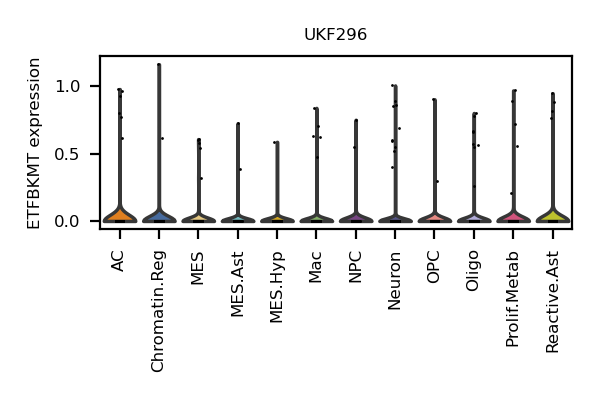 UKF296
ETFBKMT expression
1.0
0.5
0.0
AC
Chromatin.Reg
MES
MES.Ast
MES.Hyp
Mac
NPC
Neuron
OPC
Oligo
Prolif.Metab
Reactive.Ast